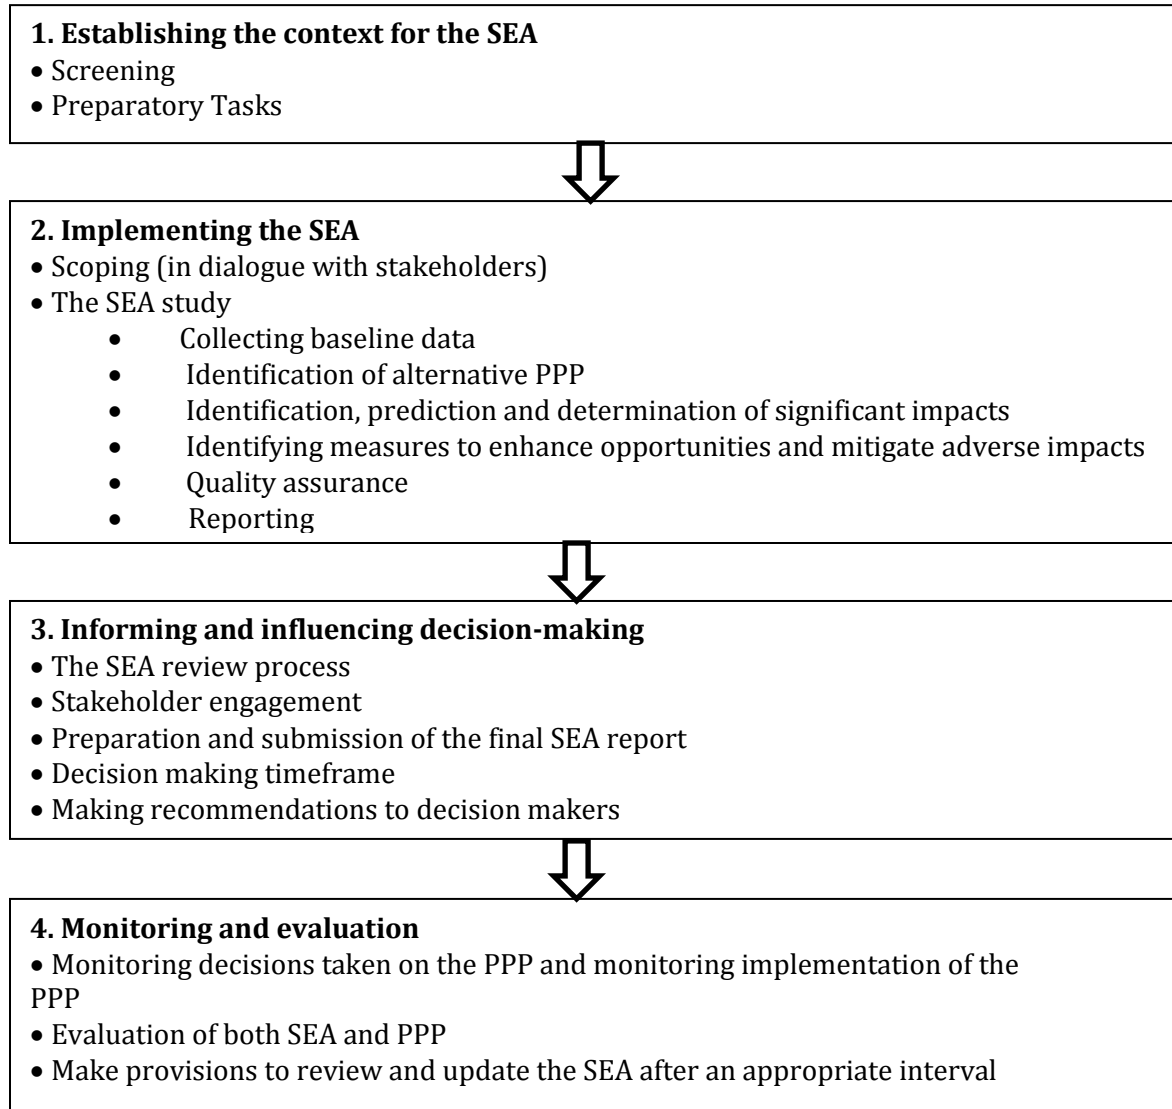 1. Establishing the context for the SEA
• Screening
• Preparatory Tasks
2. Implementing the SEA
• Scoping (in dialogue with stakeholders)
• The SEA study
• Collecting baseline data
• Identification of alternative PPP
• Identification, prediction and determination of significant impacts
• Identifying measures to enhance opportunities and mitigate adverse impacts
• Quality assurance
• Reporting
3. Informing and influencing decision-making
• The SEA review process
• Stakeholder engagement
• Preparation and submission of the final SEA report
• Decision making timeframe
• Making recommendations to decision makers
4. Monitoring and evaluation
• Monitoring decisions taken on the PPP and monitoring implementation of the
PPP
• Evaluation of both SEA and PPP
• Make provisions to review and update the SEA after an appropriate interval